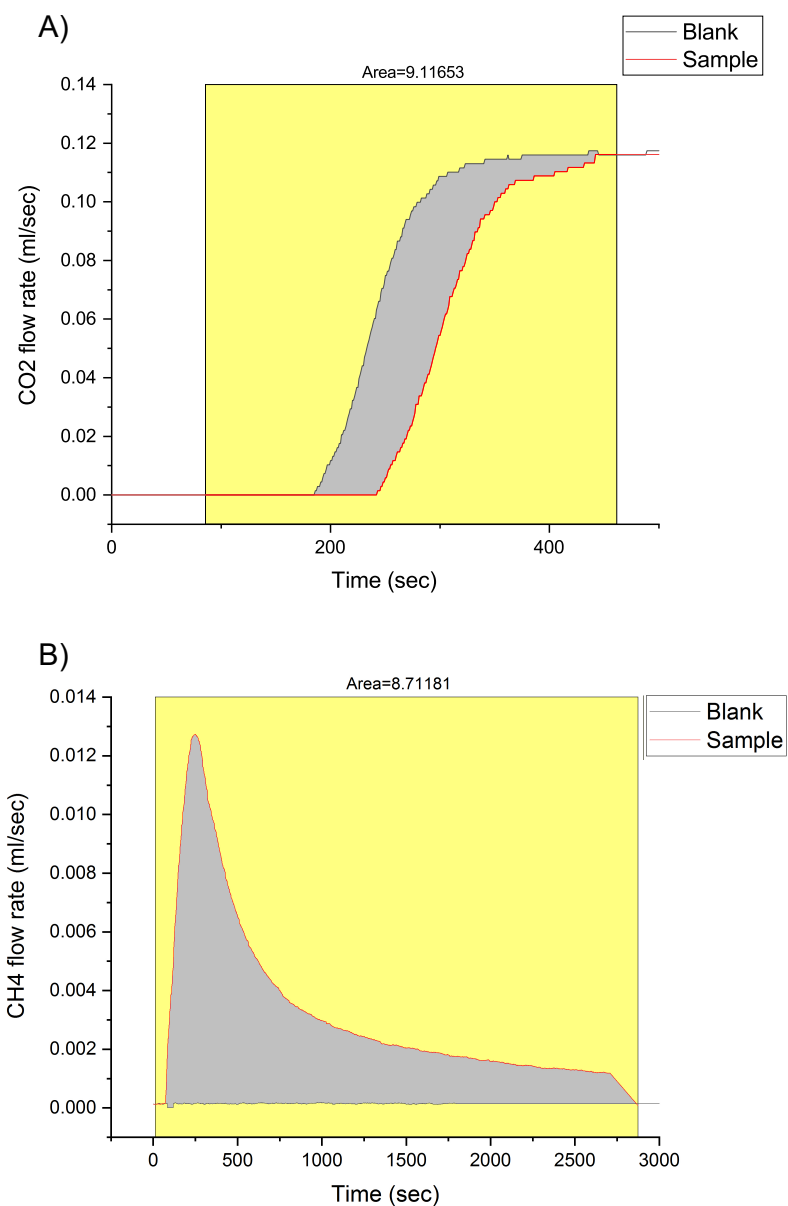 A)
Blank
Sample
Area=9.11653
0.14
0.12
0.10
0.08
0.06
0.04
0.02
0.00
CO2 flow rate (ml/sec)
0 200 400
Time (sec)
B)
Area=8.71181
Blank
Sample
0.014
0.012
0.010
0.008
0.006
0.004
0.002
0.000
CH4 flow rate (ml/sec)
0 500 1000 1500 2000 2500 3000
Time (sec)